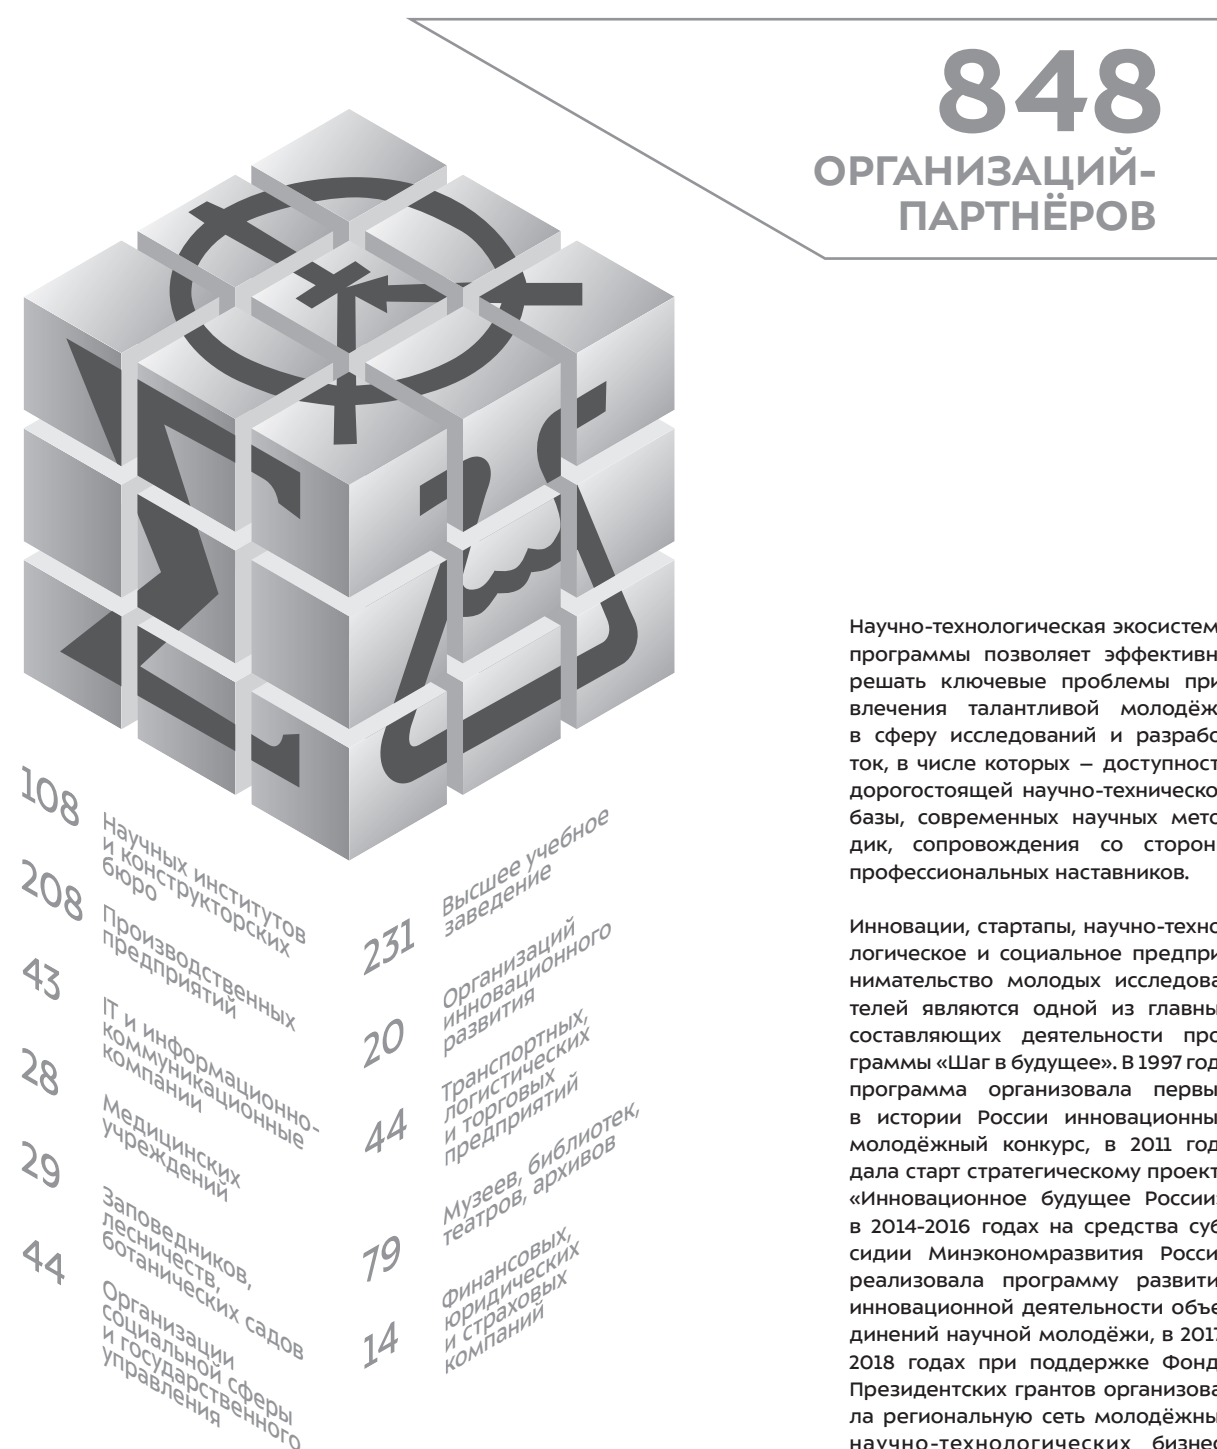 848
ОРГАНИЗАЦИЙ-
ПАРТНЁРОВ
108
Научных институтов
и конструкторских
бюро
208
Производственных
предприятий
43
IT и информационно-
коммуникационные
компании
28
Медицинских
учреждений
29
Заповедников,
лесничеств,
ботанических садов
44
Организации
социальной сферы
и государственного
управления
231
Высшее учебное
заведение
20
Организаций
инновационного
развития
44
Транспортных,
логистических
и торговых
предприятий
79
Музеев, библиотек,
театров, архивов
14
Финансовых,
юридических
и страховых
компаний
Научно-технологическая экосистем
программы позволяет эффективн
решать ключевые проблемы при
влечения талантливой молодёж
в сферу исследований и разрабо
ток, в числе которых – доступност
дорогостоящей научно-техническо
базы, современных научных мето
дик, сопровождения со сторон
профессиональных наставников.
Инновации, стартапы, научно-техно
логическое и социальное предпри
нимательство молодых исследова
телей являются одной из главны
составляющих деятельности про
граммы «Шаг в будущее». В 1997 год
программа организовала первы
в истории России инновационны
молодёжный конкурс, в 2011 год
дала старт стратегическому проект
«Инновационное будущее России
в 2014-2016 годах на средства суб
сидии Минэкономразвития Росси
реализовала программу развити
инновационной деятельности объе
динений научной молодёжи, в 2017
2018 годах при поддержке Фонд
Президентских грантов организова
ла региональную сеть молодёжны
научно-технологических бизнес